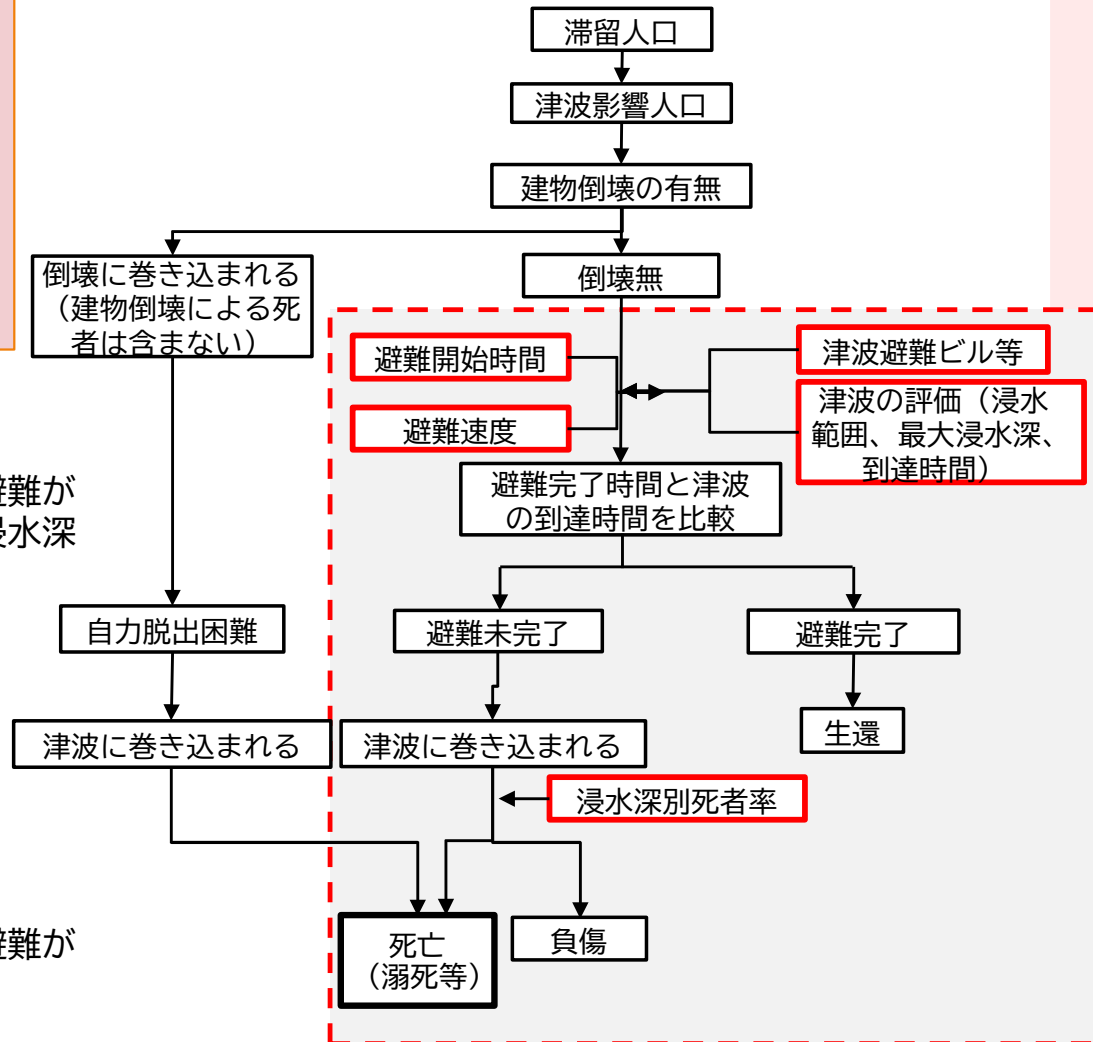 滞留人口
津波影響人口
建物倒壊の有無
倒壊に巻き込まれる
（建物倒壊による死
者は含まない）
倒壊無
避難開始時間
避難速度
津波避難ビル等
津波の評価（浸水
範囲、最大浸水深、
到達時間）
避難完了時間と津波
の到達時間を比較
避難が
浸水深
自力脱出困難
避難未完了
避難完了
津波に巻き込まれる
津波に巻き込まれる
生還
浸水深別死者率
避難が
死亡
（溺死等）
負傷